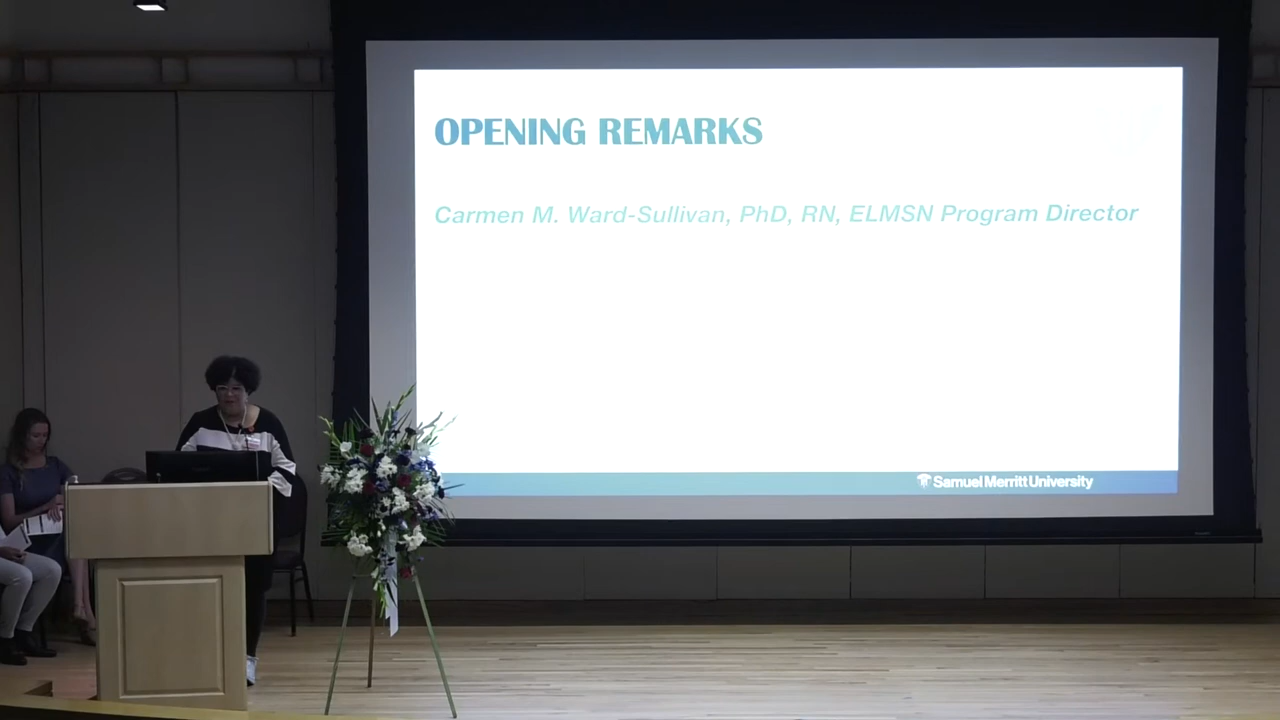 OPENING REMARKS
Carmen M. Ward-Sullivan, PhD, RN, ELMSN Program Director
Samuel Merritt University